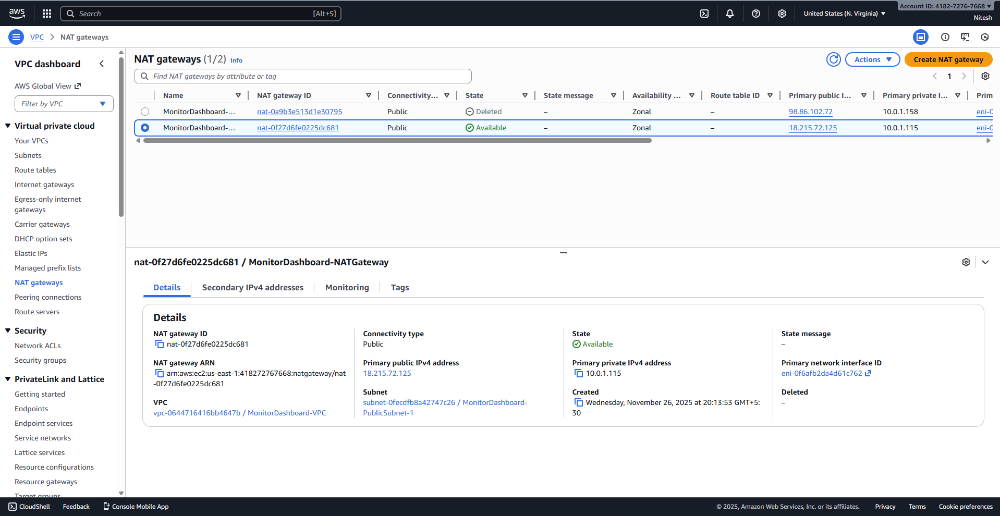 aws
Search [Alt+S]
United States (N. Virginia)
Account ID: 4182-7276-7668
Nitesh
VPC
NAT gateways
VPC dashboard
AWS Global View
Filter by VPC
Virtual private cloud
Your VPCs
Subnets
Route tables
Internet gateways
Egress-only internet
gateways
Carrier gateways
DHCP option sets
Elastic IPs
Managed prefix lists
NAT gateways
Peering connections
Route servers
Security
Network ACLs
Security groups
PrivateLink and Lattice
Getting started
Endpoints
Endpoint services
Service networks
Lattice services
Resource configurations
Resource gateways
Target groups
NAT gateways (1/2) Info
Actions
Create NAT gateway
Find NAT gateways by attribute or tag
1
Name NAT gateway ID Connectivity... State State message Availability ... Route table ID Primary public I... Primary private I... Prim
MonitorDashboard-... nat-0a9b3e513d1e30795 Public Deleted – Zonal – 98.86.102.72 10.0.1.158 eni-0
MonitorDashboard-... nat-0f27d6fe0225dc681 Public Available – Zonal – 18.215.72.125 10.0.1.115 eni-0
nat-0f27d6fe0225dc681 / MonitorDashboard-NATGateway
Details Secondary IPv4 addresses Monitoring Tags
Details
NAT gateway ID
nat-0f27d6fe0225dc681
NAT gateway ARN
arn:aws:ec2:us-east-1:418272767668:natgateway/nat
-0f27d6fe0225dc681
VPC
vpc-0644716416bb4647b / MonitorDashboard-VPC
Connectivity type
Public
Primary public IPv4 address
18.215.72.125
Subnet
subnet-0fecdfb8a42747c26 / MonitorDashboard-
PublicSubnet-1
State
Available
Primary private IPv4 address
10.0.1.115
Created
Wednesday, November 26, 2025 at 20:13:53 GMT+5:
30
State message
–
Primary network interface ID
eni-0f6afb2da4d61c762
Deleted
–
CloudShell Feedback Console Mobile App
© 2025, Amazon Web Services, Inc. or its affiliates. Privacy Terms Cookie preferences